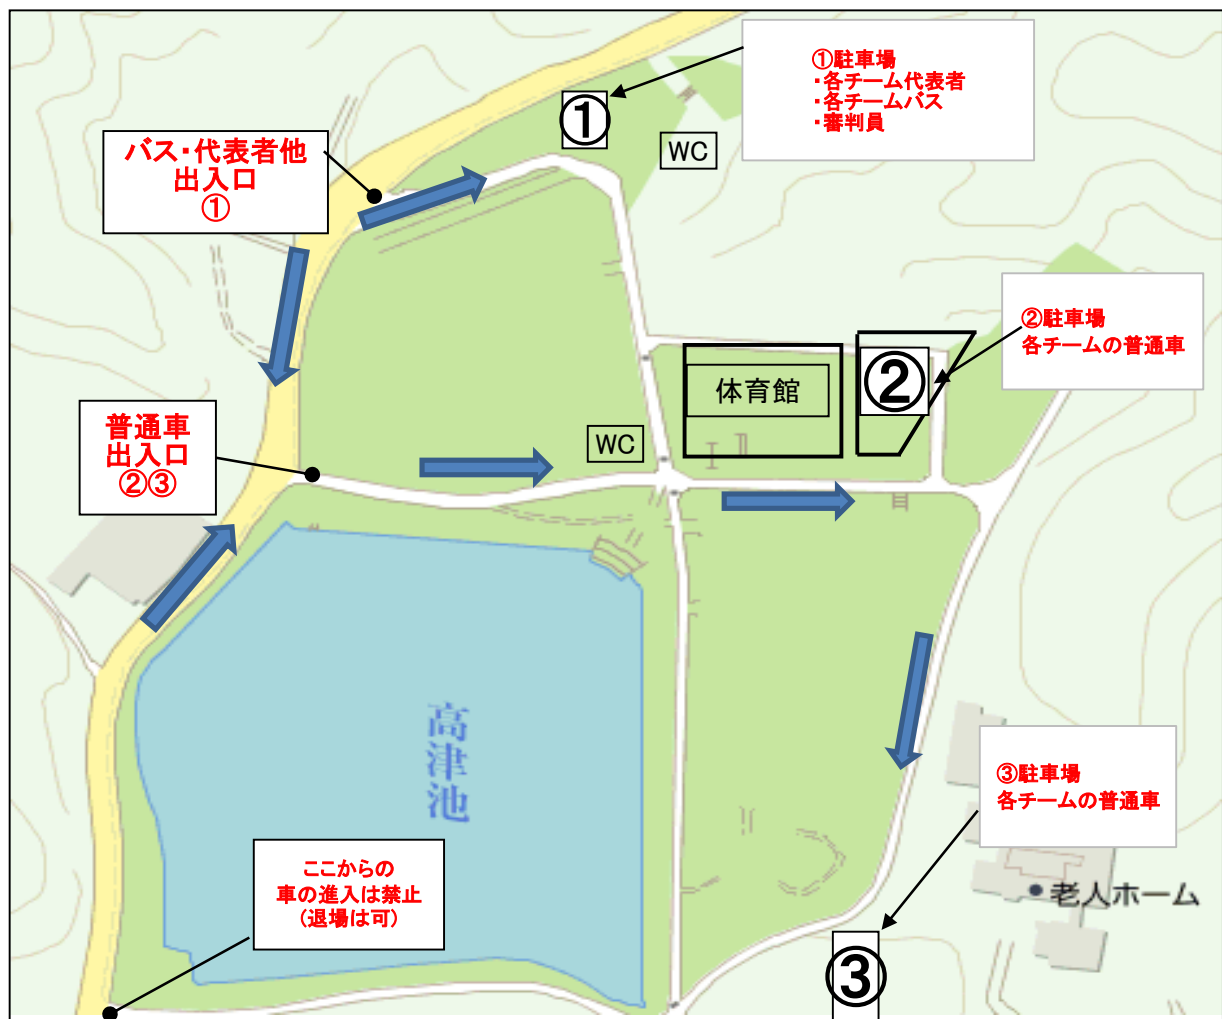 ①駐車場
・各チーム代表者
・各チームバス
・審判員
①
WC
バス・代表者他
出入口
①
②駐車場
各チームの普通車
②
体育館
WC
普通車
出入口
②③
高津池
③駐車場
各チームの普通車
老人ホーム
③
ここからの
車の進入は禁止
(退場は可)